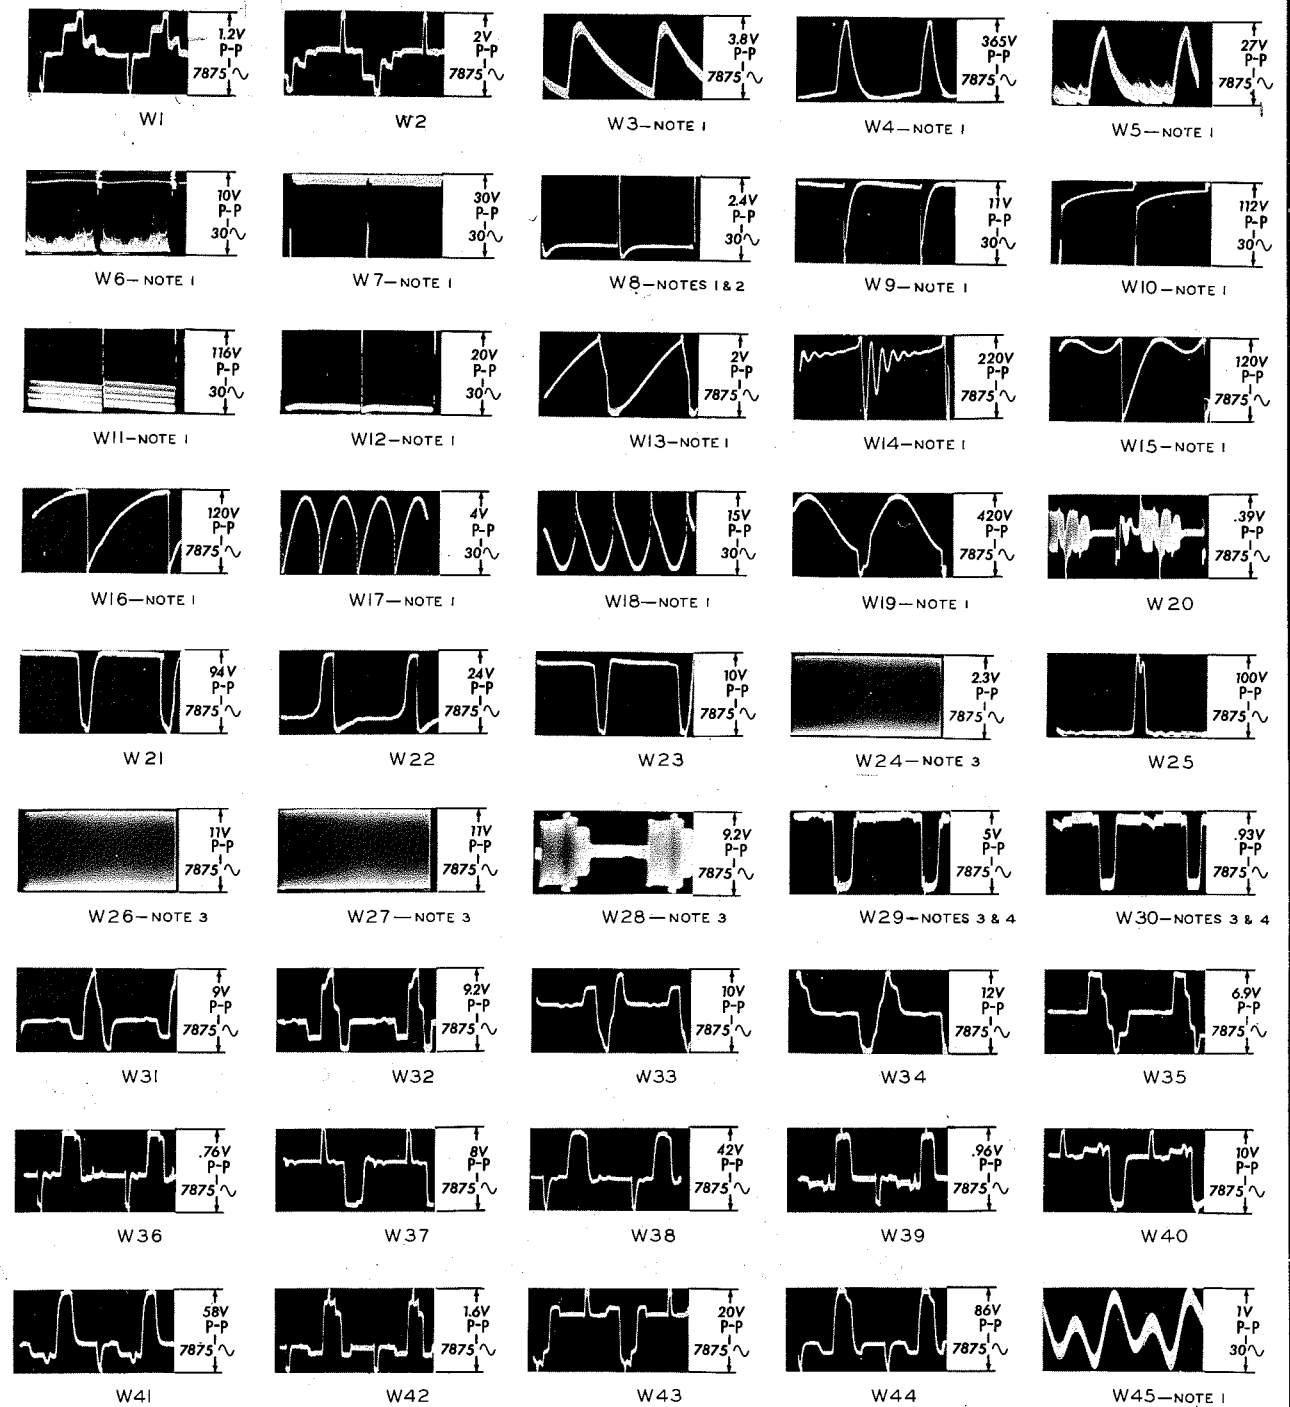 1.2V P-P 7875∿
W1
2V P-P 7875∿
W2
3.8V P-P 7875∿
W3—NOTE 1
365V P-P 7875∿
W4—NOTE 1
27V P-P 7875∿
W5—NOTE 1
10V P-P 30∿
W6—NOTE 1
30V P-P 30∿
W7—NOTE 1
2.4V P-P 30∿
W8—NOTES 1 & 2
11V P-P 30∿
W9—NOTE 1
112V P-P 30∿
W10—NOTE 1
116V P-P 30∿
W11—NOTE 1
20V P-P 30∿
W12—NOTE 1
2V P-P 7875∿
W13—NOTE 1
220V P-P 7875∿
W14—NOTE 1
120V P-P 7875∿
W15—NOTE 1
120V P-P 7875∿
W16—NOTE 1
4V P-P 30∿
W17—NOTE 1
15V P-P 30∿
W18—NOTE 1
420V P-P 7875∿
W19—NOTE 1
.39V P-P 7875∿
W20
94V P-P 7875∿
W21
24V P-P 7875∿
W22
10V P-P 7875∿
W23
2.3V P-P 7875∿
W24—NOTE 3
100V P-P 7875∿
W25
11V P-P 7875∿
W26—NOTE 3
11V P-P 7875∿
W27—NOTE 3
9.2V P-P 7875∿
W28—NOTE 3
5V P-P 7875∿
W29—NOTES 3 & 4
.93V P-P 7875∿
W30—NOTES 3 & 4
9V P-P 7875∿
W31
9.2V P-P 7875∿
W32
10V P-P 7875∿
W33
12V P-P 7875∿
W34
6.9V P-P 7875∿
W35
.76V P-P 7875∿
W36
8V P-P 7875∿
W37
42V P-P 7875∿
W38
.96V P-P 7875∿
W39
10V P-P 7875∿
W40
58V P-P 7875∿
W41
1.6V P-P 7875∿
W42
20V P-P 7875∿
W43
86V P-P 7875∿
W44
1V P-P 30∿
W45—NOTE 1